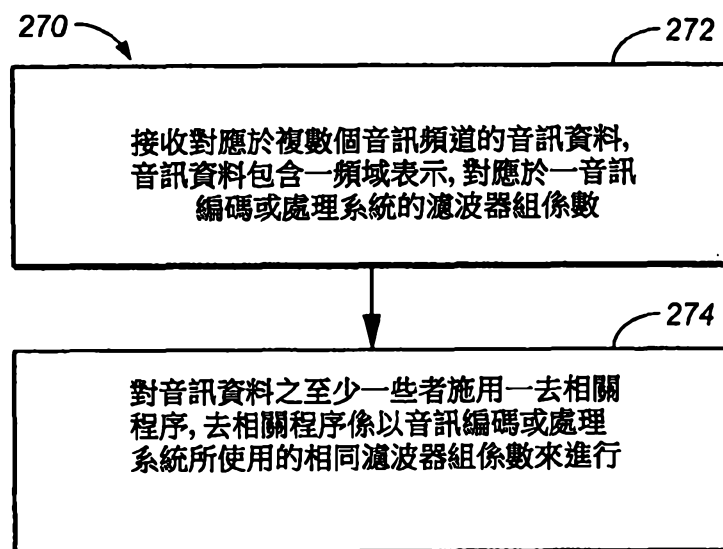 270
272
接收對應於複數個音訊頻道的音訊資料,
音訊資料包含一頻域表示, 對應於一音訊
編碼或處理系統的濾波器組係數
274
對音訊資料之至少一些者施用一去相關
程序, 去相關程序係以音訊編碼或處理
系統所使用的相同濾波器組係數來進行